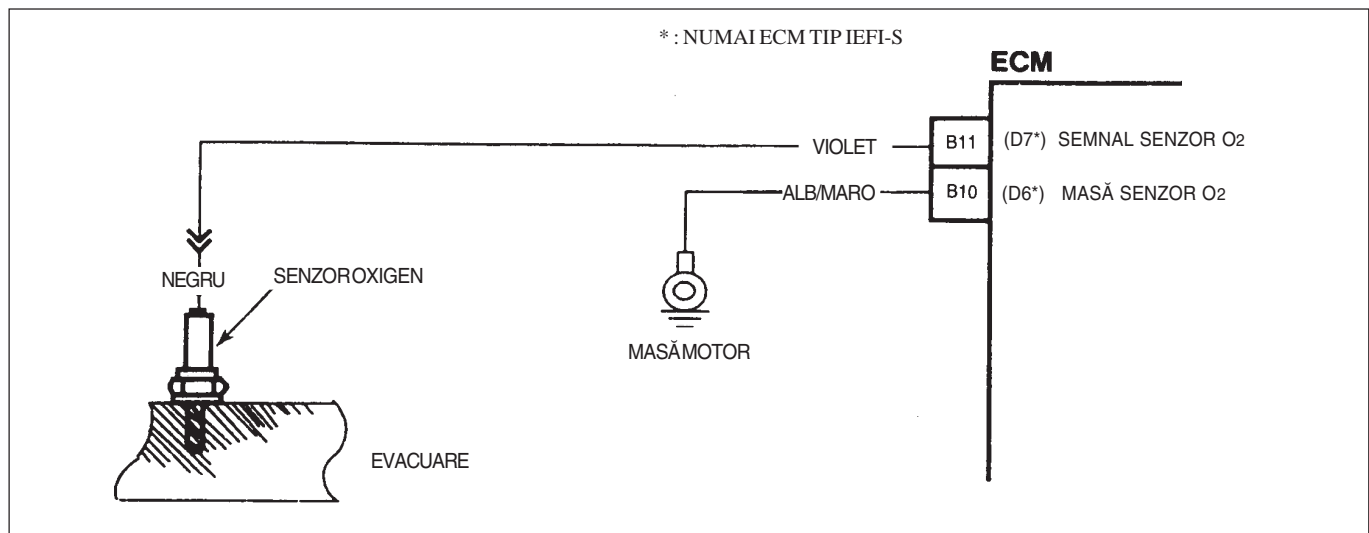 * : NUMAI ECM TIP IEFI-S
ECM
VIOLET
B11
(D7*) SEMNAL SENZOR O2
ALB/MARO
B10
(D6*) MASĂ SENZOR O2
NEGRU
SENZOR OXIGEN
MASĂ MOTOR
EVACUARE